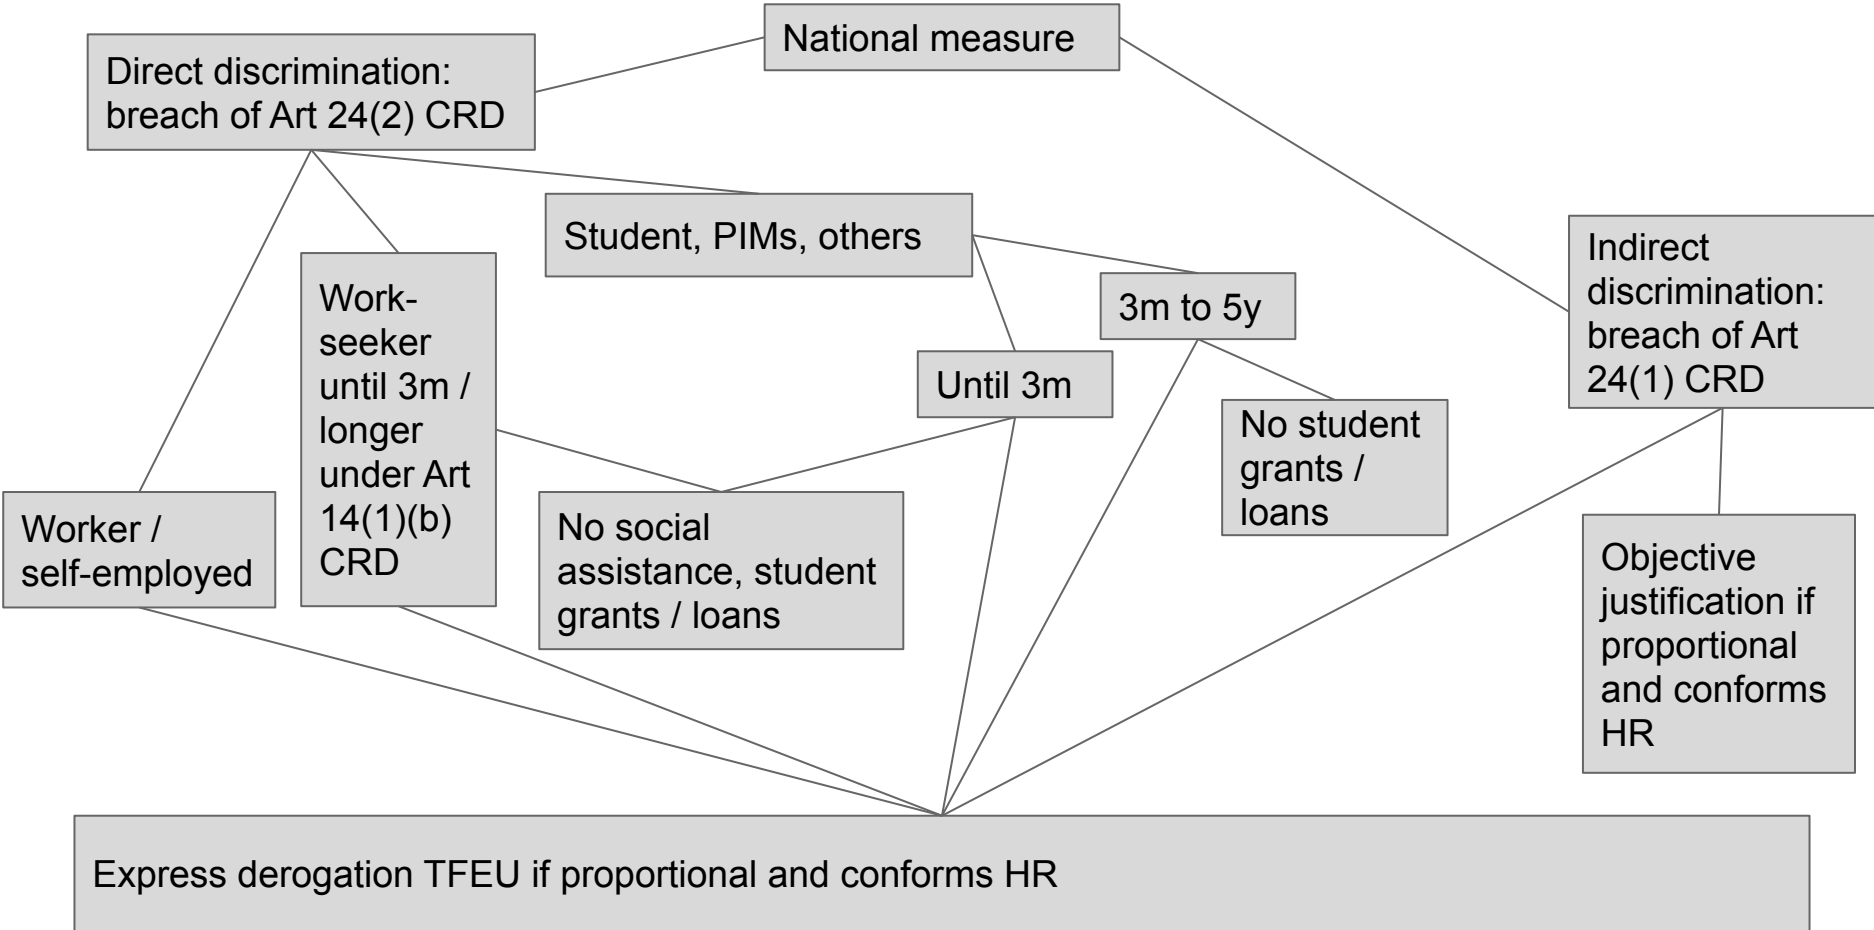 National measure
Direct discrimination:
breach of Art 24(2) CRD
Student, PIMs, others
Indirect
discrimination:
breach of Art
24(1) CRD
Work-
seeker
until 3m /
longer
under Art
14(1)(b)
CRD
3m to 5y
Until 3m
No student
grants /
loans
Worker /
self-employed
No social
assistance, student
grants / loans
Objective
justification if
proportional
and conforms
HR
Express derogation TFEU if proportional and conforms HR